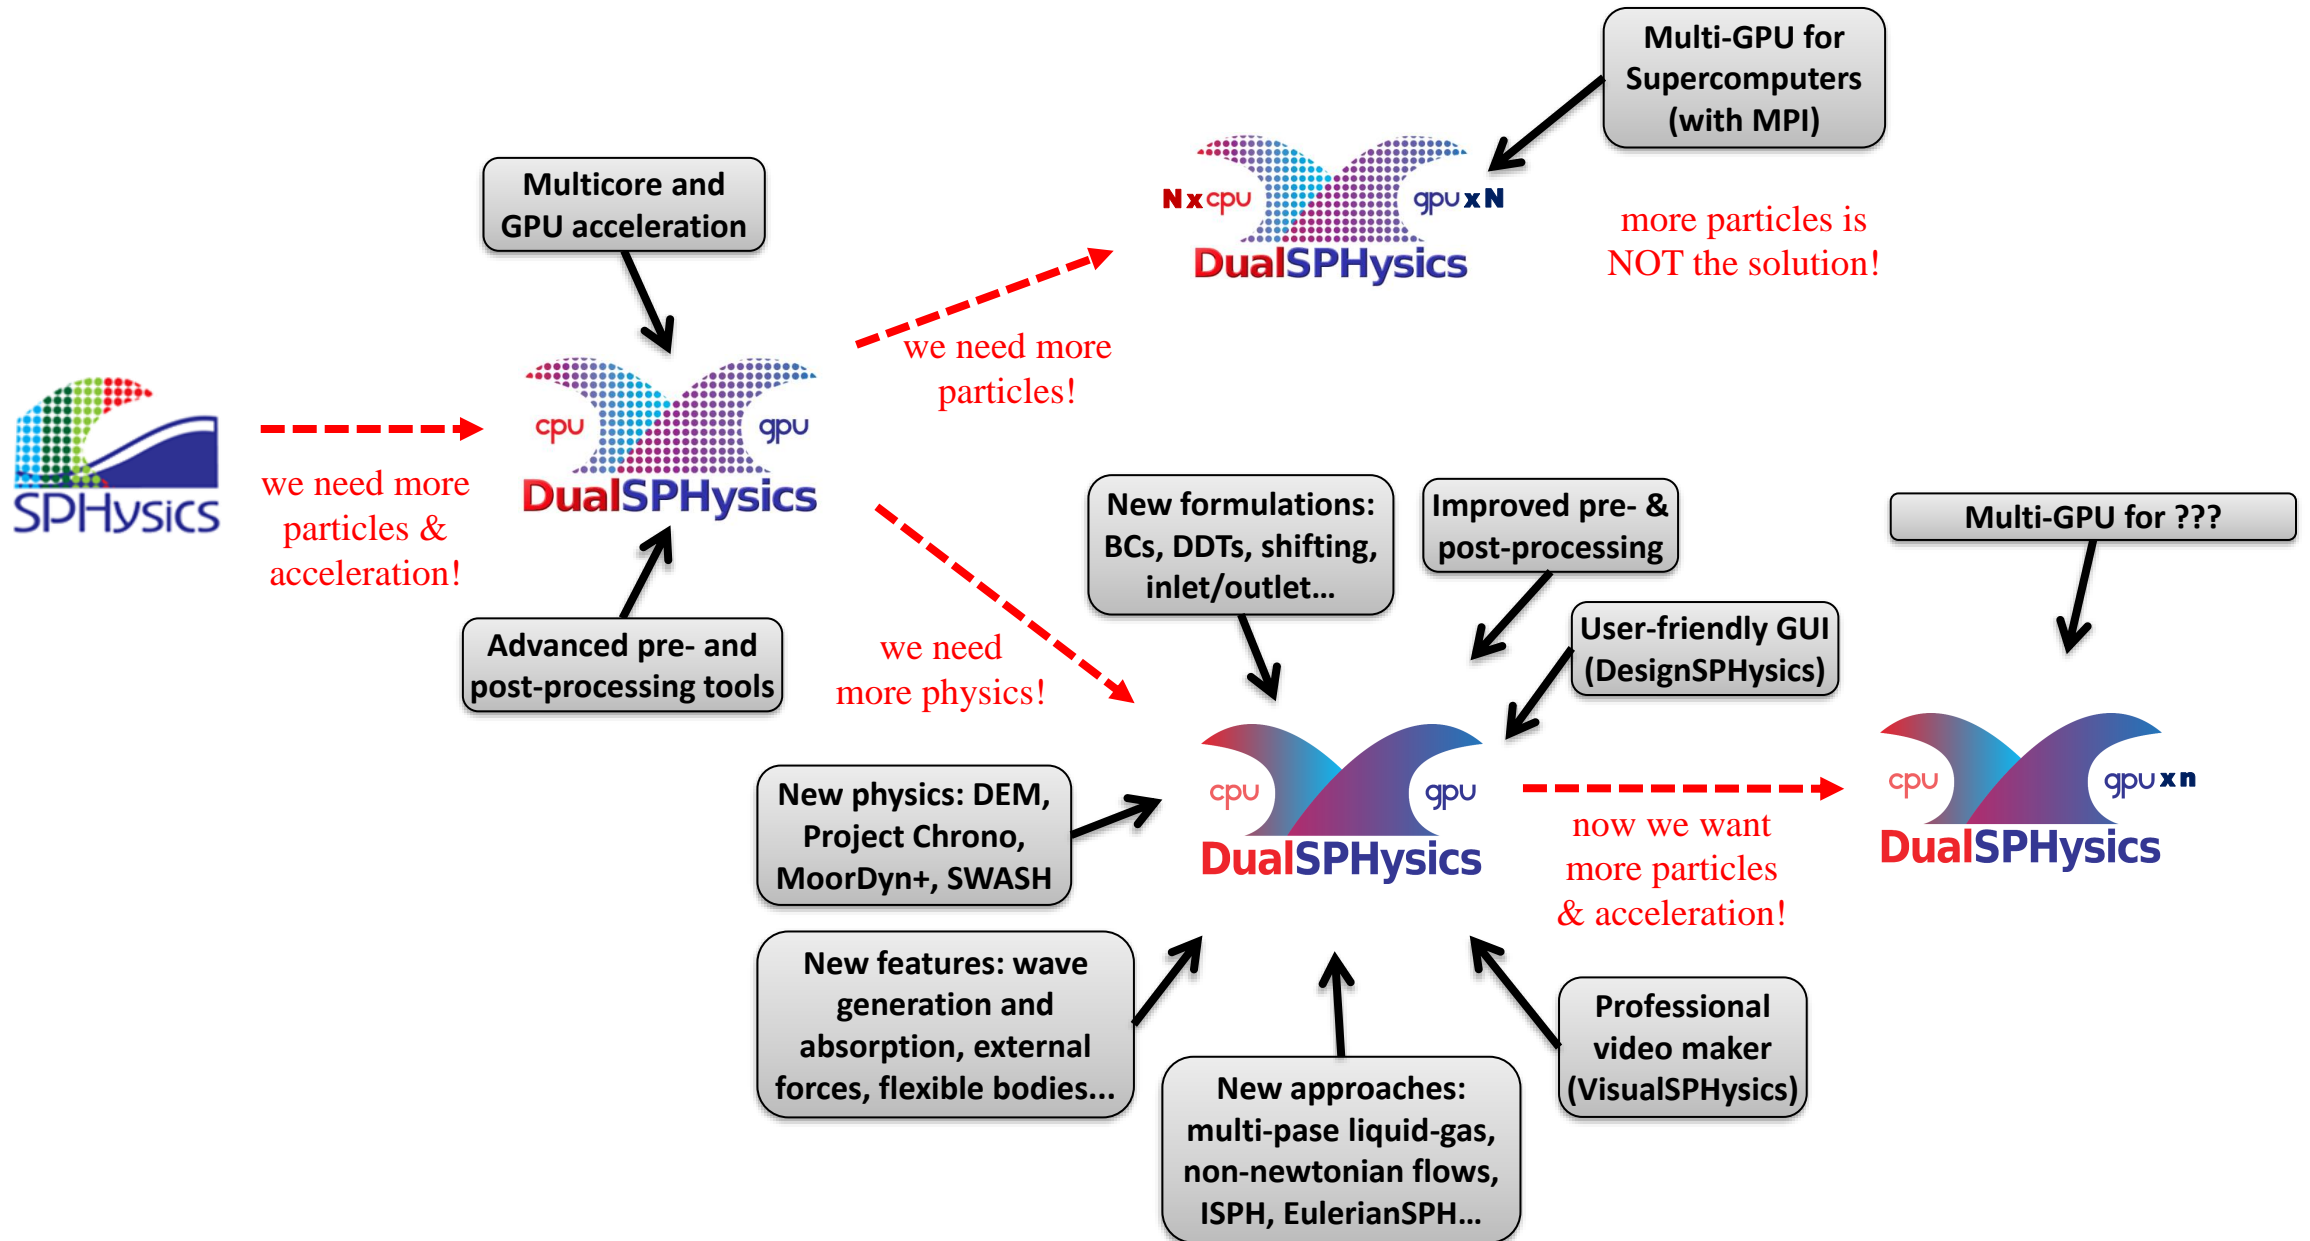 SPHysics
we need more
particles &
acceleration!
Multicore and
GPU acceleration
cpu
gpu
DualSPHysics
Advanced pre- and
post-processing tools
we need more
particles!
Multi-GPU for
Supercomputers
(with MPI)
N x cpu
gpu x N
DualSPHysics
more particles is
NOT the solution!
we need
more physics!
New formulations:
BCs, DDTs, shifting,
inlet/outlet…
Improved pre- &
post-processing
User-friendly GUI
(DesignSPHysics)
New physics: DEM,
Project Chrono,
MoorDyn+, SWASH
cpu
gpu
DualSPHysics
New features: wave
generation and
absorption, external
forces, flexible bodies...
New approaches:
multi-pase liquid-gas,
non-newtonian flows,
ISPH, EulerianSPH…
Professional
video maker
(VisualSPHysics)
now we want
more particles
& acceleration!
Multi-GPU for ???
cpu
gpu x n
DualSPHysics